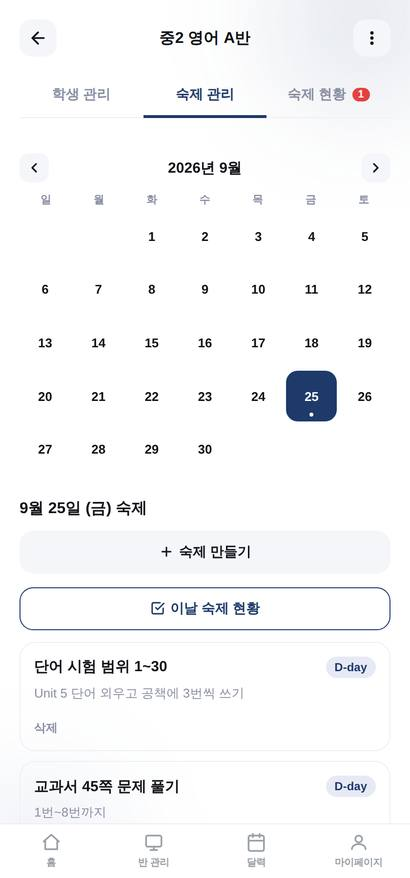 중2 영어 A반
학생 관리 숙제 관리 숙제 현황 1
2026년 9월
일 월 화 수 목 금 토
1 2 3 4 5
6 7 8 9 10 11 12
13 14 15 16 17 18 19
20 21 22 23 24 25 26
27 28 29 30
9월 25일 (금) 숙제
+ 숙제 만들기
이날 숙제 현황
단어 시험 범위 1~30 D-day
Unit 5 단어 외우고 공책에 3번씩 쓰기
삭제
교과서 45쪽 문제 풀기 D-day
1번~8번까지
홈 반 관리 달력 마이페이지